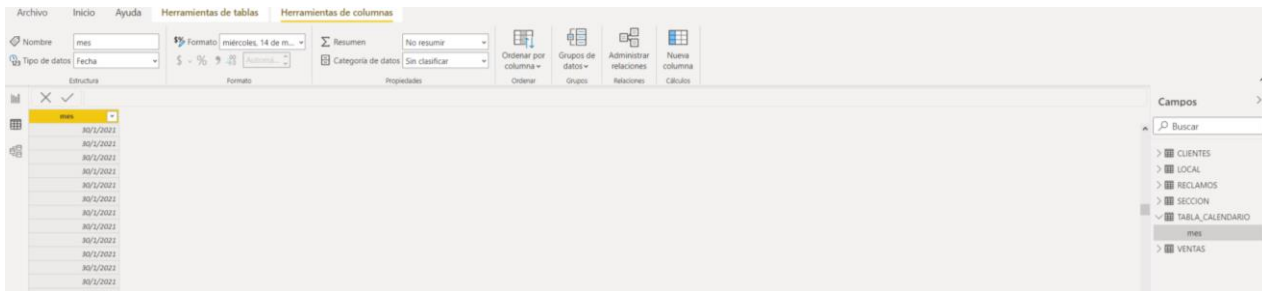 Archivo Inicio Ayuda Herramientas de tablas Herramientas de columnas
Nombre mes
Formato miércoles, 14 de m...
Resumen No resumir
Tipo de datos Fecha
$ % 9
Categoría de datos Sin clasificar
Ordenar por columna
Grupos de datos
Administrar relaciones
Nueva columna
Estructura Formato Propiedades Ordenar Grupos Relaciones Cálculos
mes
30/1/2021
30/1/2021
30/1/2021
30/1/2021
30/1/2021
30/1/2021
30/1/2021
30/1/2021
30/1/2021
30/1/2021
30/1/2021
30/1/2021
Campos
Buscar
CLIENTES
LOCAL
RECLAMOS
SECCION
TABLA_CALENDARIO
mes
VENTAS